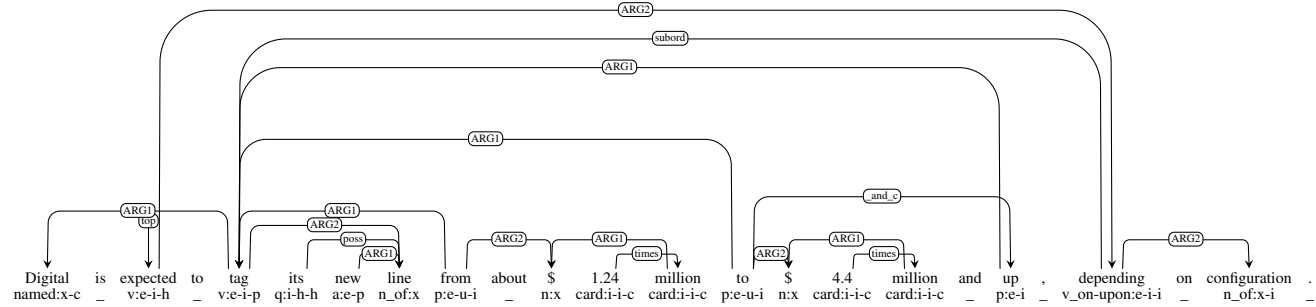 ARG2
subord
ARG1
ARG1
_and_c
ARG1 ARG1
top ARG2
poss ARG2 ARG1 ARG1 ARG2
ARG1 times ARG2 times
Digital is expected to tag its new line from about $ 1.24 million to $ 4.4 million and up , depending on configuration .
named:x-c _ v:e-i-h _ v:e-i-p q:i-h-h a:e-p n_of:x p:e-u-i _ n:x card:i-i-c card:i-i-c p:e-u-i n:x card:i-i-c card:i-i-c _ p:e-i _ v_on-upon:e-i-i _ n_of:x-i _